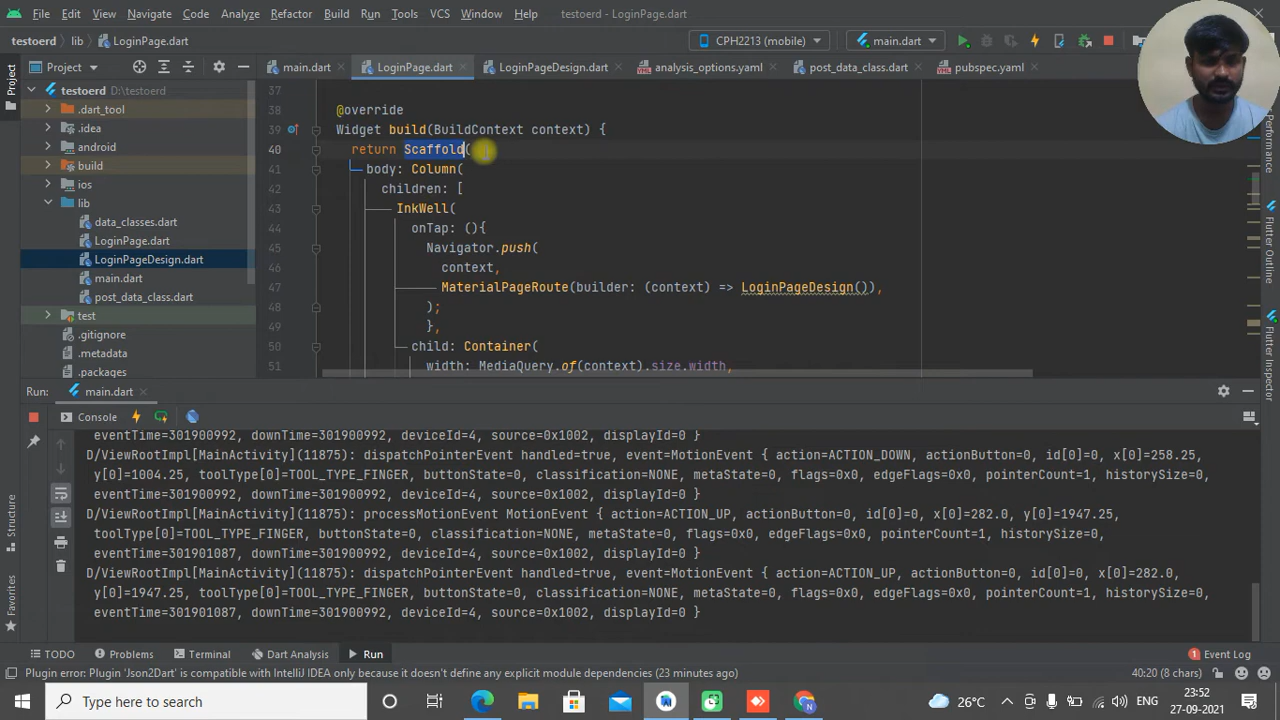 File Edit View Navigate Code Analyze Refactor Build Run Tools VCS Window Help testoerd - LoginPage.dart
testoerd lib LoginPage.dart CPH2213 (mobile) main.dart
Project main.dart LoginPage.dart LoginPageDesign.dart analysis_options.yaml post_data_class.dart pubspec.yaml
Project
testoerd D:\testoerd
.dart_tool
.idea
android
build
ios
lib
data_classes.dart
LoginPage.dart
LoginPageDesign.dart
main.dart
post_data_class.dart
test
.gitignore
.metadata
.packages
37
38 @override
39 Widget build(BuildContext context) {
40 return Scaffold(
41 body: Column(
42 children: [
43 InkWell(
44 onTap: (){
45 Navigator.push(
46 context,
47 MaterialPageRoute(builder: (context) => LoginPageDesign()),
48 );
49 },
50 child: Container(
51 width: MediaQuery.of(context).size.width,
Flutter Outline
Flutter Inspector
Run: main.dart
Console
eventTime=301900992, downTime=301900992, deviceId=4, source=0x1002, displayId=0 }
D/ViewRootImpl[MainActivity](11875): dispatchPointerEvent handled=true, event=MotionEvent { action=ACTION_DOWN, actionButton=0, id[0]=0, x[0]=258.25,
y[0]=1004.25, toolType[0]=TOOL_TYPE_FINGER, buttonState=0, classification=NONE, metaState=0, flags=0x0, edgeFlags=0x0, pointerCount=1, historySize=0,
eventTime=301900992, downTime=301900992, deviceId=4, source=0x1002, displayId=0 }
D/ViewRootImpl[MainActivity](11875): processMotionEvent MotionEvent { action=ACTION_UP, actionButton=0, id[0]=0, x[0]=282.0, y[0]=1947.25,
toolType[0]=TOOL_TYPE_FINGER, buttonState=0, classification=NONE, metaState=0, flags=0x0, edgeFlags=0x0, pointerCount=1, historySize=0,
eventTime=301901087, downTime=301900992, deviceId=4, source=0x1002, displayId=0 }
D/ViewRootImpl[MainActivity](11875): dispatchPointerEvent handled=true, event=MotionEvent { action=ACTION_UP, actionButton=0, id[0]=0, x[0]=282.0,
y[0]=1947.25, toolType[0]=TOOL_TYPE_FINGER, buttonState=0, classification=NONE, metaState=0, flags=0x0, edgeFlags=0x0, pointerCount=1, historySize=0,
eventTime=301901087, downTime=301900992, deviceId=4, source=0x1002, displayId=0 }
Structure
Favorites
TODO Problems Terminal Dart Analysis Run 1 Event Log
Plugin error: Plugin 'Json2Dart' is compatible with IntelliJ IDEA only because it doesn't define any explicit module dependencies (23 minutes ago) 40:20 (8 chars)
Type here to search 26°C ENG 23:52
27-09-2021